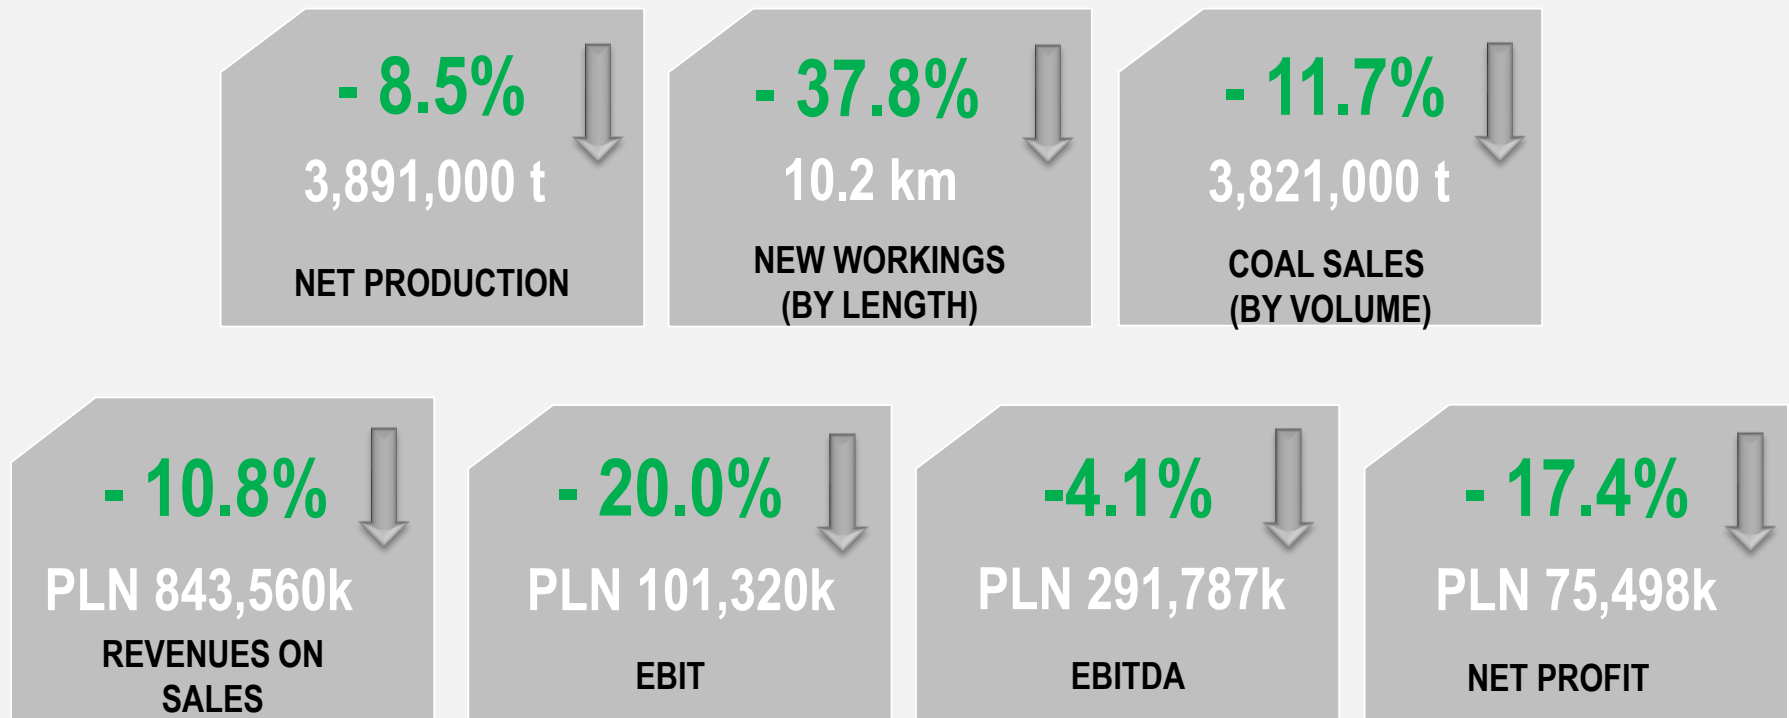 - 8.5%
3,891,000 t
NET PRODUCTION
- 37.8%
10.2 km
NEW WORKINGS
(BY LENGTH)
- 11.7%
3,821,000 t
COAL SALES
(BY VOLUME)
- 10.8%
PLN 843,560k
REVENUES ON
SALES
- 20.0%
PLN 101,320k
EBIT
-4.1%
PLN 291,787k
EBITDA
- 17.4%
PLN 75,498k
NET PROFIT